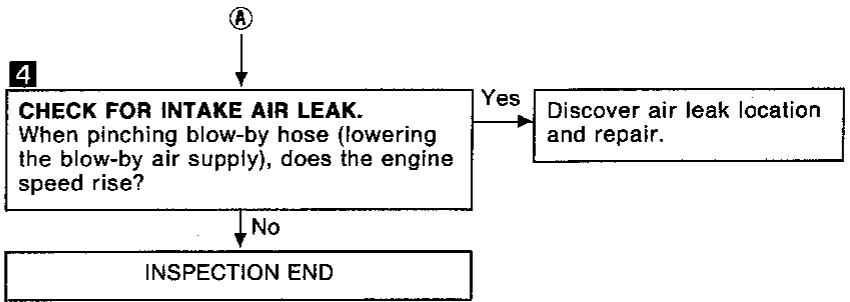 A
4
CHECK FOR INTAKE AIR LEAK.
When pinching blow-by hose (lowering
the blow-by air supply), does the engine
speed rise?
Yes
Discover air leak location
and repair.
No
INSPECTION END